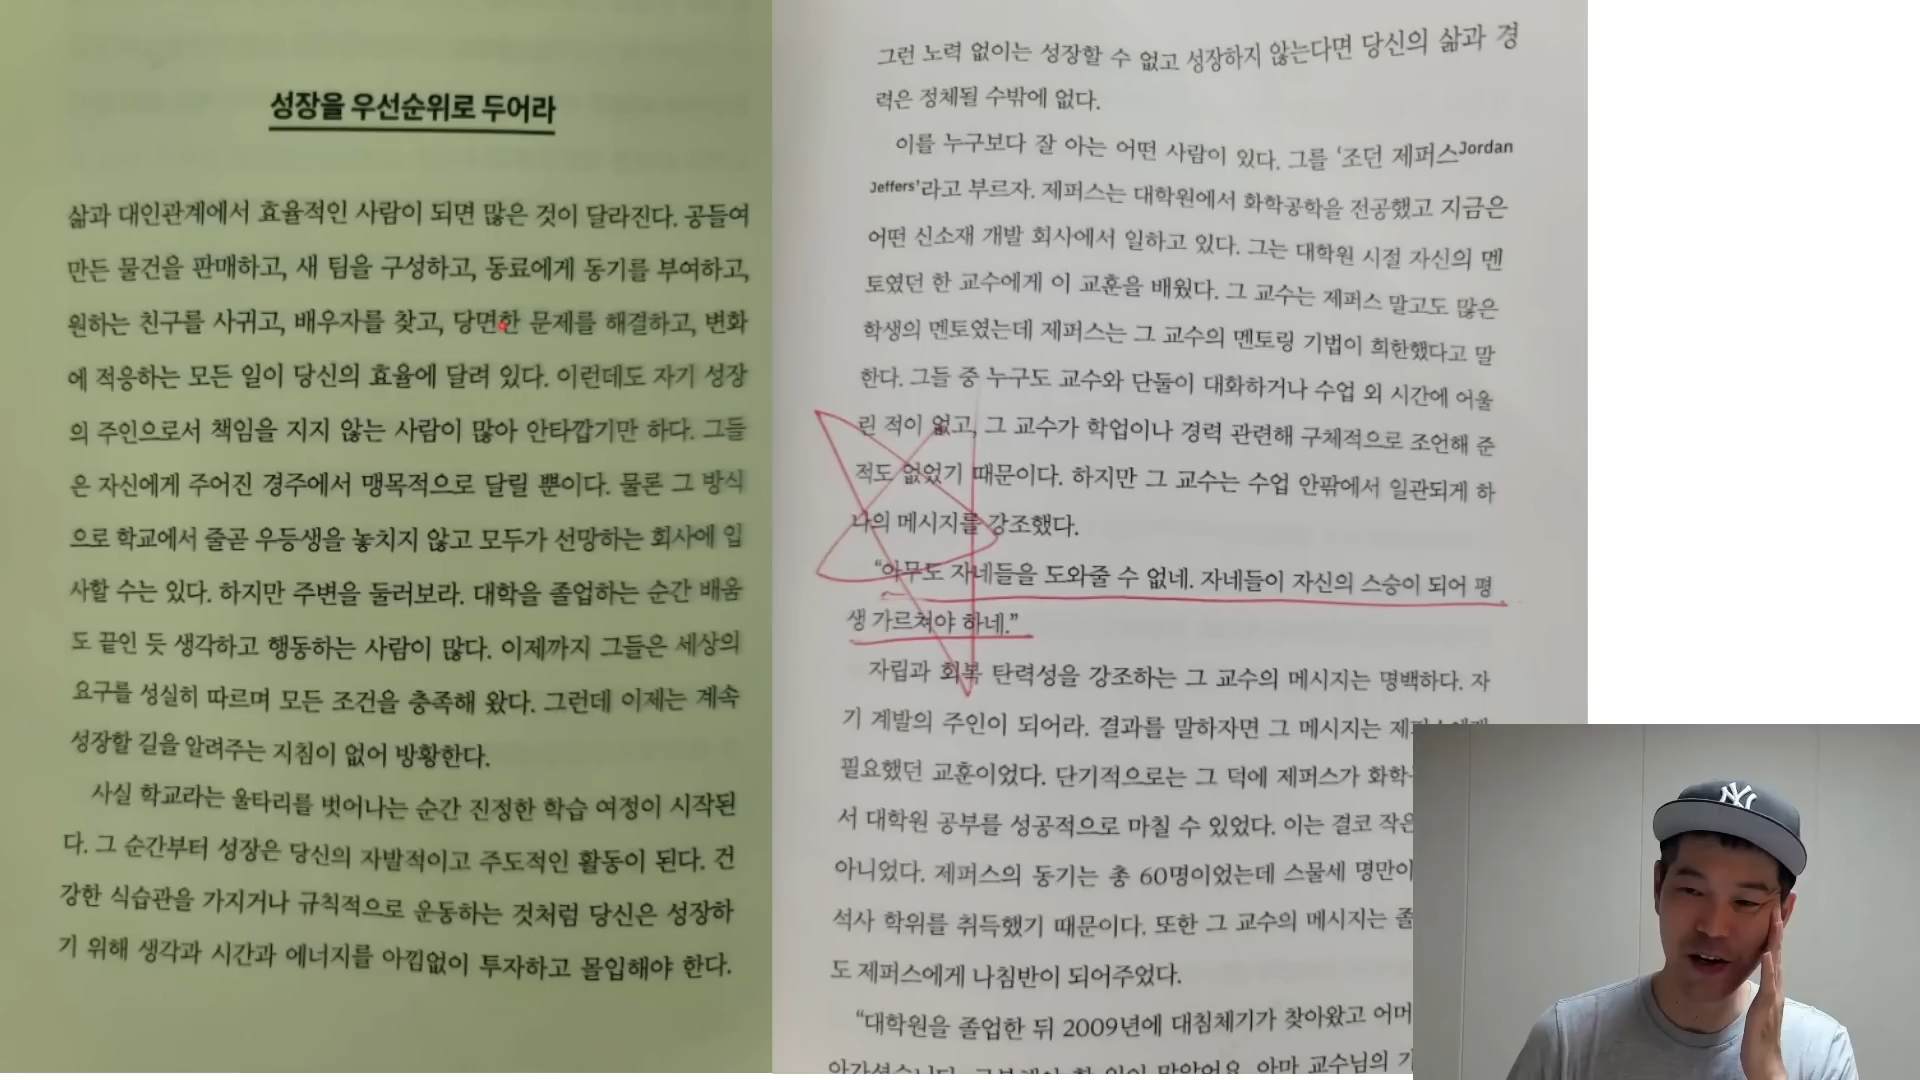 성장을 우선순위로 두어라
삶과 대인관계에서 효율적인 사람이 되면 많은 것이 달라진다. 공들여
만든 물건을 판매하고, 새 팀을 구성하고, 동료에게 동기를 부여하고,
원하는 친구를 사귀고, 배우자를 찾고, 당면한 문제를 해결하고, 변화
에 적응하는 모든 일이 당신의 효율에 달려 있다. 이런데도 자기 성장
의 주인으로서 책임을 지지 않는 사람이 많아 안타깝기만 하다. 그들
은 자신에게 주어진 경주에서 맹목적으로 달릴 뿐이다. 물론 그 방식
으로 학교에서 줄곧 우등생을 놓치지 않고 모두가 선망하는 회사에 입
사할 수는 있다. 하지만 주변을 둘러보라. 대학을 졸업하는 순간 배움
도 끝인 듯 생각하고 행동하는 사람이 많다. 이제까지 그들은 세상의
요구를 성실히 따르며 모든 조건을 충족해 왔다. 그런데 이제는 계속
성장할 길을 알려주는 지침이 없어 방황한다.
사실 학교라는 울타리를 벗어나는 순간 진정한 학습 여정이 시작된
다. 그 순간부터 성장은 당신의 자발적이고 주도적인 활동이 된다. 건
강한 식습관을 가지거나 규칙적으로 운동하는 것처럼 당신은 성장하
기 위해 생각과 시간과 에너지를 아낌없이 투자하고 몰입해야 한다.
그런 노력 없이는 성장할 수 없고 성장하지 않는다면 당신의 삶과 경
력은 정체될 수밖에 없다.
이를 누구보다 잘 아는 어떤 사람이 있다. 그를 ‘조던 제퍼스Jordan
Jeffers’라고 부르자. 제퍼스는 대학원에서 화학공학을 전공했고 지금은
어떤 신소재 개발 회사에서 일하고 있다. 그는 대학원 시절 자신의 멘
토였던 한 교수에게 이 교훈을 배웠다. 그 교수는 제퍼스 말고도 많은
학생의 멘토였는데 제퍼스는 그 교수의 멘토링 기법이 희한했다고 말
한다. 그들 중 누구도 교수와 단둘이 대화하거나 수업 외 시간에 어울
린 적이 없고, 그 교수가 학업이나 경력 관련해 구체적으로 조언해 준
적도 없었기 때문이다. 하지만 그 교수는 수업 안팎에서 일관되게 하
나의 메시지를 강조했다.
“아무도 자네들을 도와줄 수 없네. 자네들이 자신의 스승이 되어 평
생 가르쳐야 하네.”
자립과 회복 탄력성을 강조하는 그 교수의 메시지는 명백하다. 자
기 계발의 주인이 되어라. 결과를 말하자면 그 메시지는
필요했던 교훈이었다. 단기적으로는 그 덕에 제퍼스가 화학
서 대학원 공부를 성공적으로 마칠 수 있었다. 이는 결코 작은
아니었다. 제퍼스의 동기는 총 60명이었는데 스물세 명만이
석사 학위를 취득했기 때문이다. 또한 그 교수의 메시지는 졸
도 제퍼스에게 나침반이 되어주었다.
“대학원을 졸업한 뒤 2009년에 대침체기가 찾아왔고 어머
NY